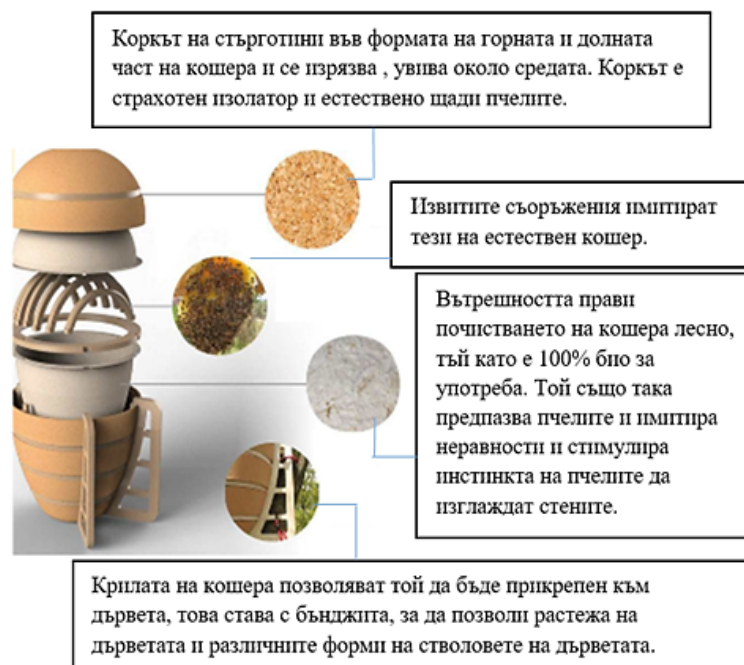 Коркът на стърготини във формата на горната и долната
част на кошера и се изрязва , увива около средата. Коркът е
страхотен изолатор и естествено щади пчелите.
Извитите съоръжения имитират
тези на естествен кошер.
Вътрешността прави
почистването на кошера лесно,
тъй като е 100% био за
употреба. Той също така
предпазва пчелите и имитира
неравности и стимулира
инстинкта на пчелите да
изглаждат стените.
Крилата на кошера позволяват той да бъде прикрепен към
дървета, това става с бънджита, за да позволи растежа на
дърветата и различните форми на стволовете на дърветата.